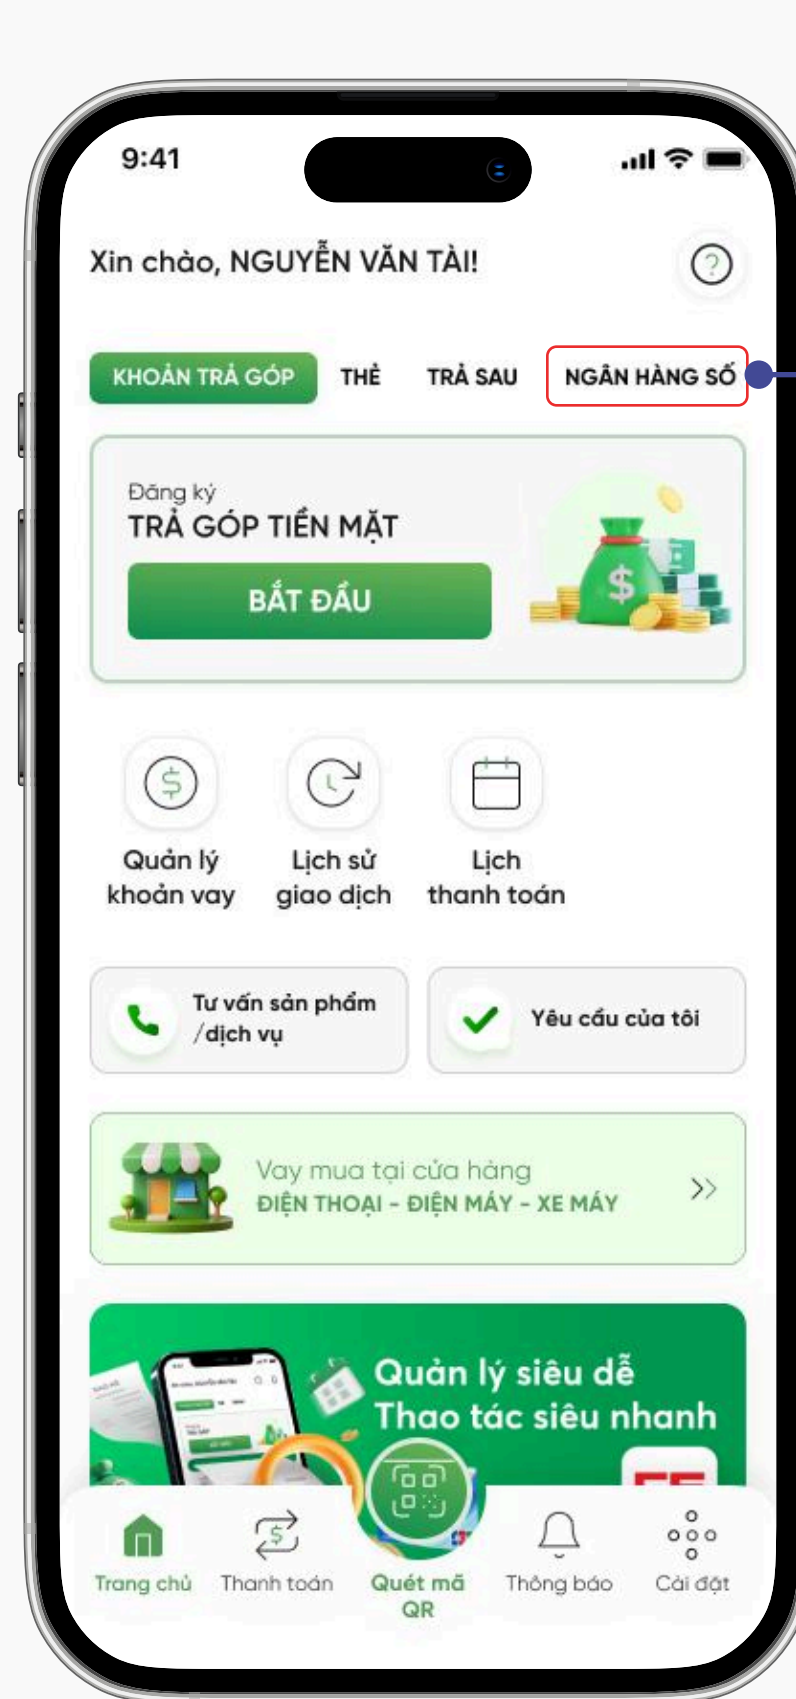 9:41
Xin chào, NGUYỄN VĂN TÀI!
KHOẢN TRẢ GÓP THẺ TRẢ SAU NGÂN HÀNG SỐ
Đăng ký
TRẢ GÓP TIỀN MẶT
BẮT ĐẦU
Quản lý
khoản vay
Lịch sử
giao dịch
Lịch
thanh toán
Tư vấn sản phẩm
/dịch vụ
Yêu cầu của tôi
Vay mua tại cửa hàng
ĐIỆN THOẠI - ĐIỆN MÁY - XE MÁY
Quản lý siêu dễ
Thao tác siêu nhanh
Trang chủ
Thanh toán
Quét mã
QR
Thông báo
Cài đặt